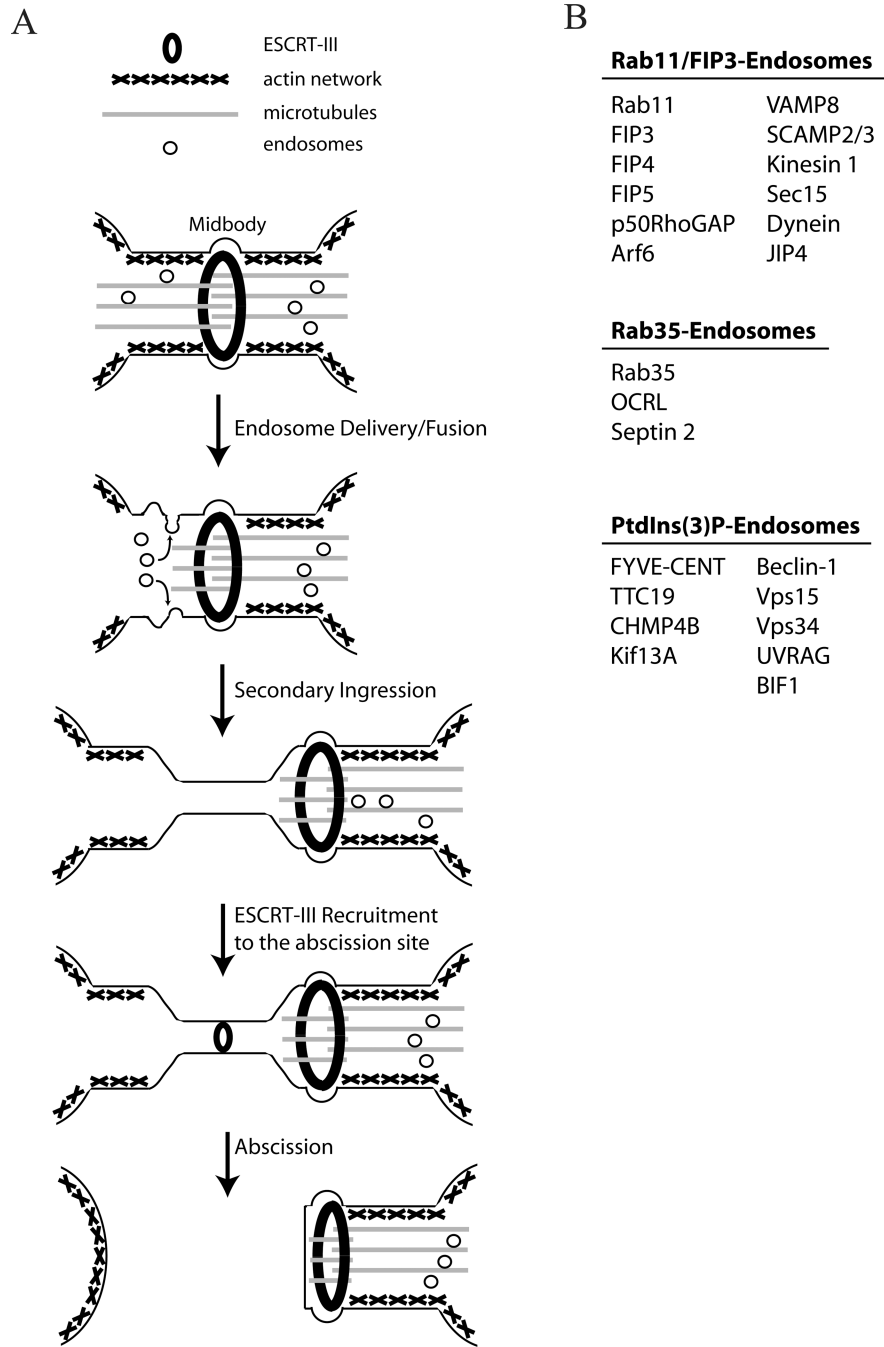 A
ESCRT-III
actin network
microtubules
endosomes
Midbody
Endosome Delivery/Fusion
Secondary Ingression
ESCRT-III Recruitment
to the abscission site
Abscission
B
Rab11/FIP3-Endosomes
Rab11 VAMP8
FIP3 SCAMP2/3
FIP4 Kinesin 1
FIP5 Sec15
p50RhoGAP Dynein
Arf6 JIP4
Rab35-Endosomes
Rab35
OCRL
Septin 2
PtdIns(3)P-Endosomes
FYVE-CENT Beclin-1
TTC19 Vps15
CHMP4B Vps34
Kif13A UVRAG
BIF1